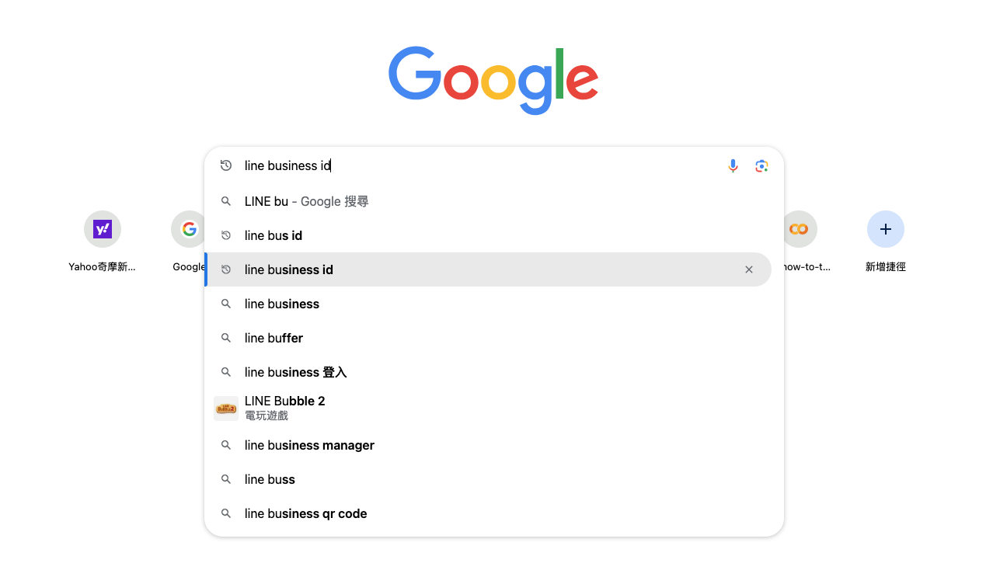 Google
line business id
LINE bu - Google 搜尋
line bus id
line business id
line business
line buffer
line business 登入
LINE Bubble 2
電玩遊戲
line business manager
line buss
line business qr code
Yahoo奇摩新...
Google
how-to-t...
新增捷徑